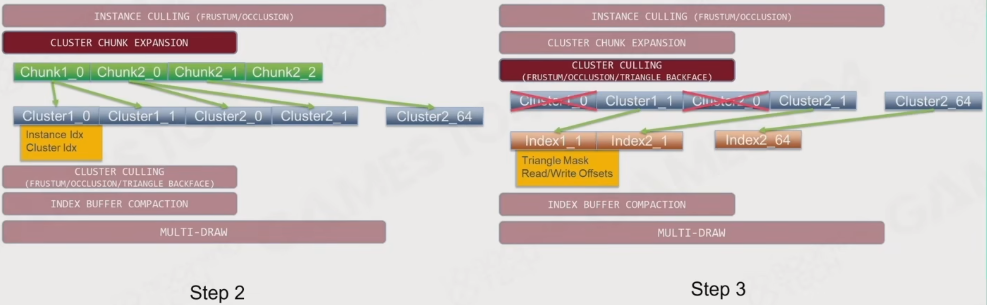 INSTANCE CULLING (FRUSTUM/OCCLUSION)
CLUSTER CHUNK EXPANSION
Chunk1_0 Chunk2_0 Chunk2_1 Chunk2_2
Cluster1_0 Cluster1_1 Cluster2_0 Cluster2_1 Cluster2_64
Instance Idx
Cluster Idx
CLUSTER CULLING
(FRUSTUM/OCCLUSION/TRIANGLE BACKFACE)
INDEX BUFFER COMPACTION
MULTI-DRAW
Step 2
INSTANCE CULLING (FRUSTUM/OCCLUSION)
CLUSTER CHUNK EXPANSION
CLUSTER CULLING
(FRUSTUM/OCCLUSION/TRIANGLE BACKFACE)
Cluster1_0 Cluster1_1 Cluster2_0 Cluster2_1 Cluster2_64
Index1_1 Index2_1 Index2_64
Triangle Mask
Read/Write Offsets
INDEX BUFFER COMPACTION
MULTI-DRAW
Step 3